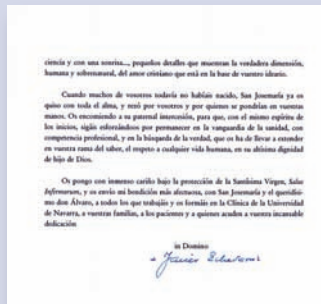 ciencia y con una sonrisa..., pequeños detalles que muestran la verdadera dimensión,
humana y sobrenatural, del amor cristiano que está en la base de vuestro ideario.
Cuando muchos de vosotros todavía no habíais nacido, San Josemaría ya os
quiso con toda el alma, y rezó por vosotros y por quienes se pondrían en vuestras
manos. Os encomiendo a su paternal intercesión, para que, con el mismo espíritu de
los inicios, sigáis esforzándoos por permanecer en la vanguardia de la sanidad, con
competencia profesional, y en la búsqueda de la verdad, que os ha de llevar a extender
en vuestra rama del saber, el respeto a cualquier vida humana, en su altísima dignidad
de hijo de Dios.
Os pongo con inmenso cariño bajo la protección de la Santísima Virgen, Salus
Infirmorum, y os envío mi bendición más afectuosa, con San Josemaría y el queridísi-
mo don Álvaro, a todos los que trabajáis y os formáis en la Clínica de la Universidad
de Navarra, a vuestras familias, a los pacientes y a quienes acuden a vuestra incansable
dedicación
in Domino
+ Javier Echevarría